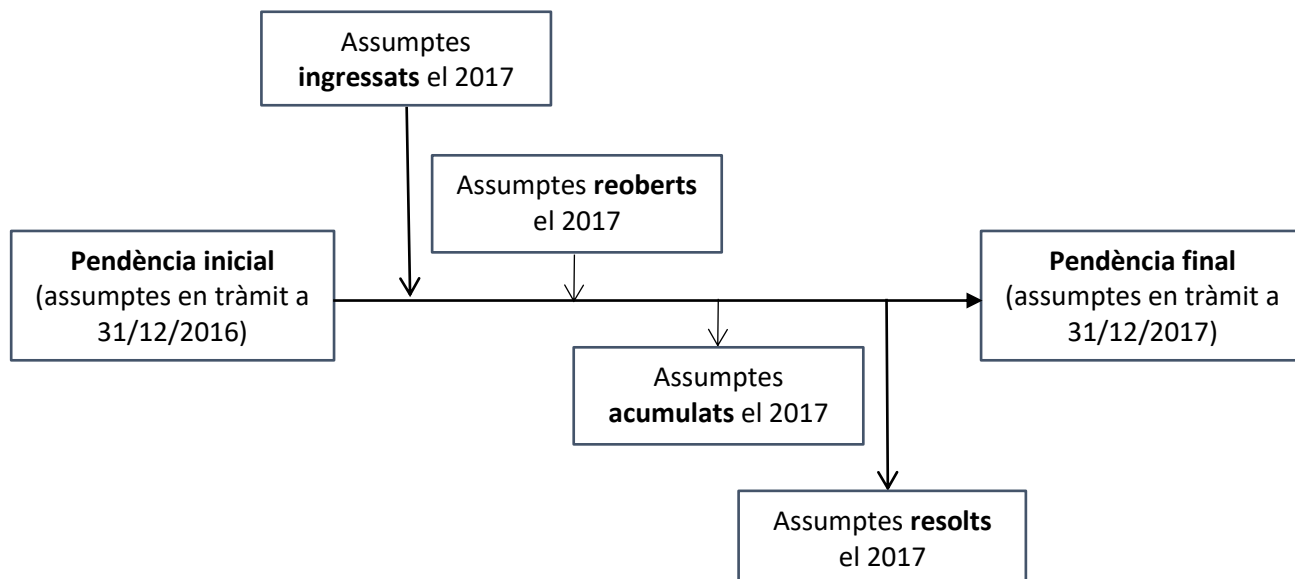 Assumptes
ingressats el 2017
Assumptes reoberts
el 2017
Pendència inicial
(assumptes en tràmit a
31/12/2016)
Pendència final
(assumptes en tràmit a
31/12/2017)
Assumptes
acumulats el 2017
Assumptes resolts
el 2017